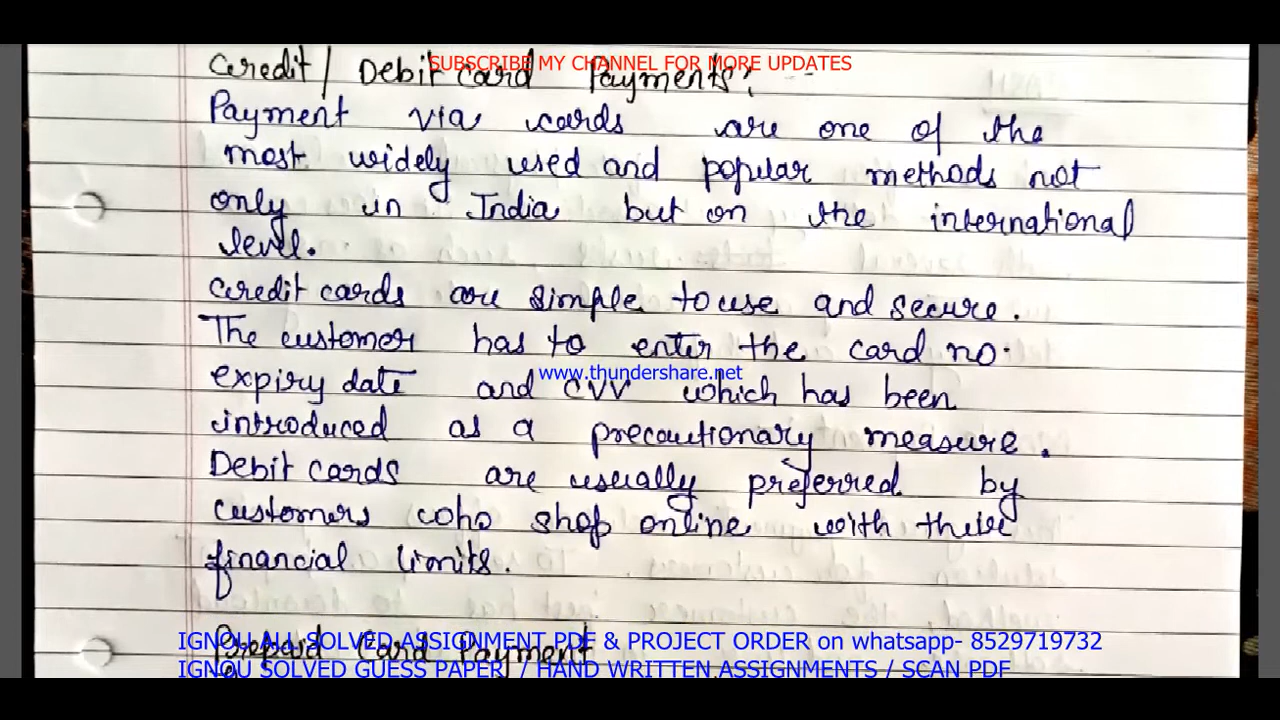 SUBSCRIBE MY CHANNEL FOR MORE UPDATES
Credit / Debit card Payments:
Payment via cards are one of the
most widely used and popular methods not
only in India but on the international
level.
Credit cards are simple to use and secure.
The customer has to enter the card no.
www.thundershare.net
expiry date and CVV which has been
introduced as a precautionary measure.
Debit cards are usually preferred by
customers who shop online with their
financial limits.
IGNOU ALL SOLVED ASSIGNMENT PDF & PROJECT ORDER on whatsapp- 8529719732
Prepaid Card Payment
IGNOU SOLVED GUESS PAPER / HAND WRITTEN ASSIGNMENTS / SCAN PDF